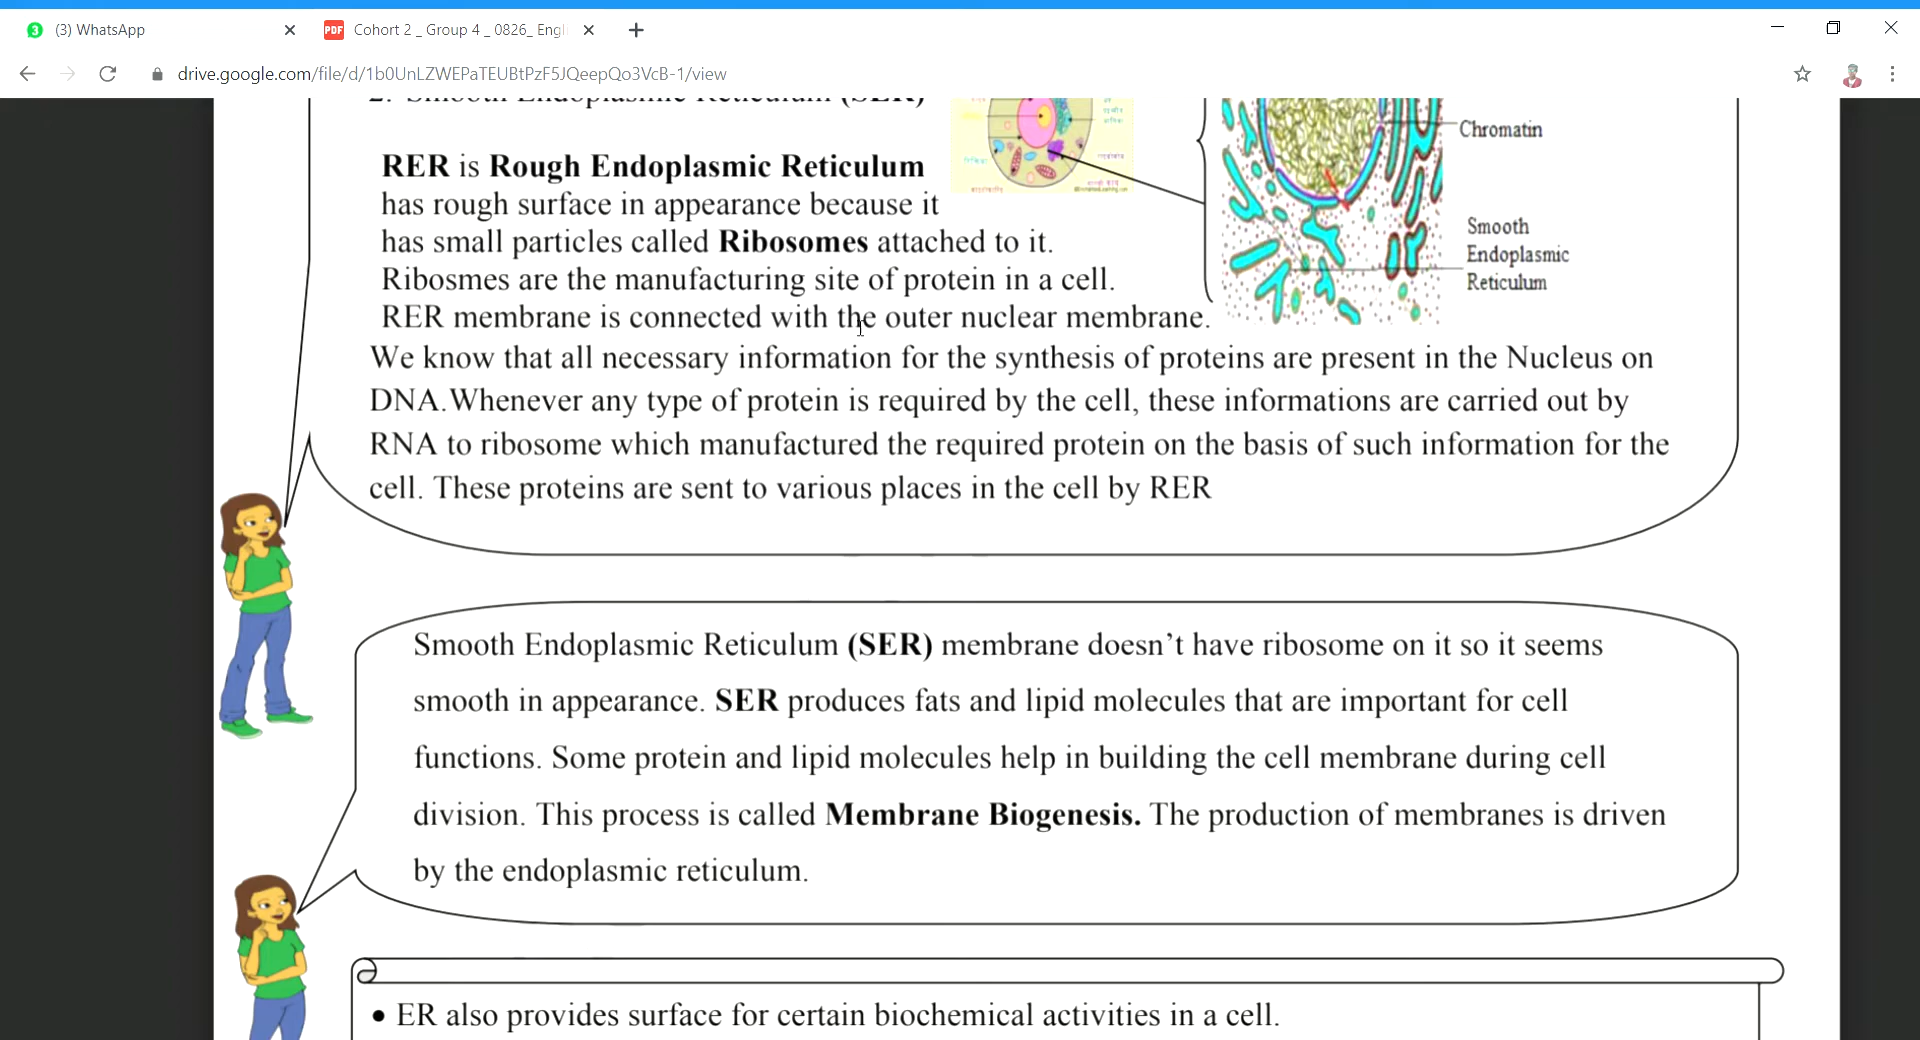 (3) WhatsApp
Cohort 2 _ Group 4 _ 0826_ Engl
drive.google.com/file/d/1b0UnLZWEPaTEUBtPzF5JQeepQo3VcB-1/view
2. Smooth Endoplasmic Reticulum (SER)
Chromatin
RER is Rough Endoplasmic Reticulum
has rough surface in appearance because it
has small particles called Ribosomes attached to it.
Ribosmes are the manufacturing site of protein in a cell.
RER membrane is connected with the outer nuclear membrane.
Smooth
Endoplasmic
Reticulum
We know that all necessary information for the synthesis of proteins are present in the Nucleus on
DNA.Whenever any type of protein is required by the cell, these informations are carried out by
RNA to ribosome which manufactured the required protein on the basis of such information for the
cell. These proteins are sent to various places in the cell by RER
Smooth Endoplasmic Reticulum (SER) membrane doesn't have ribosome on it so it seems
smooth in appearance. SER produces fats and lipid molecules that are important for cell
functions. Some protein and lipid molecules help in building the cell membrane during cell
division. This process is called Membrane Biogenesis. The production of membranes is driven
by the endoplasmic reticulum.
• ER also provides surface for certain biochemical activities in a cell.